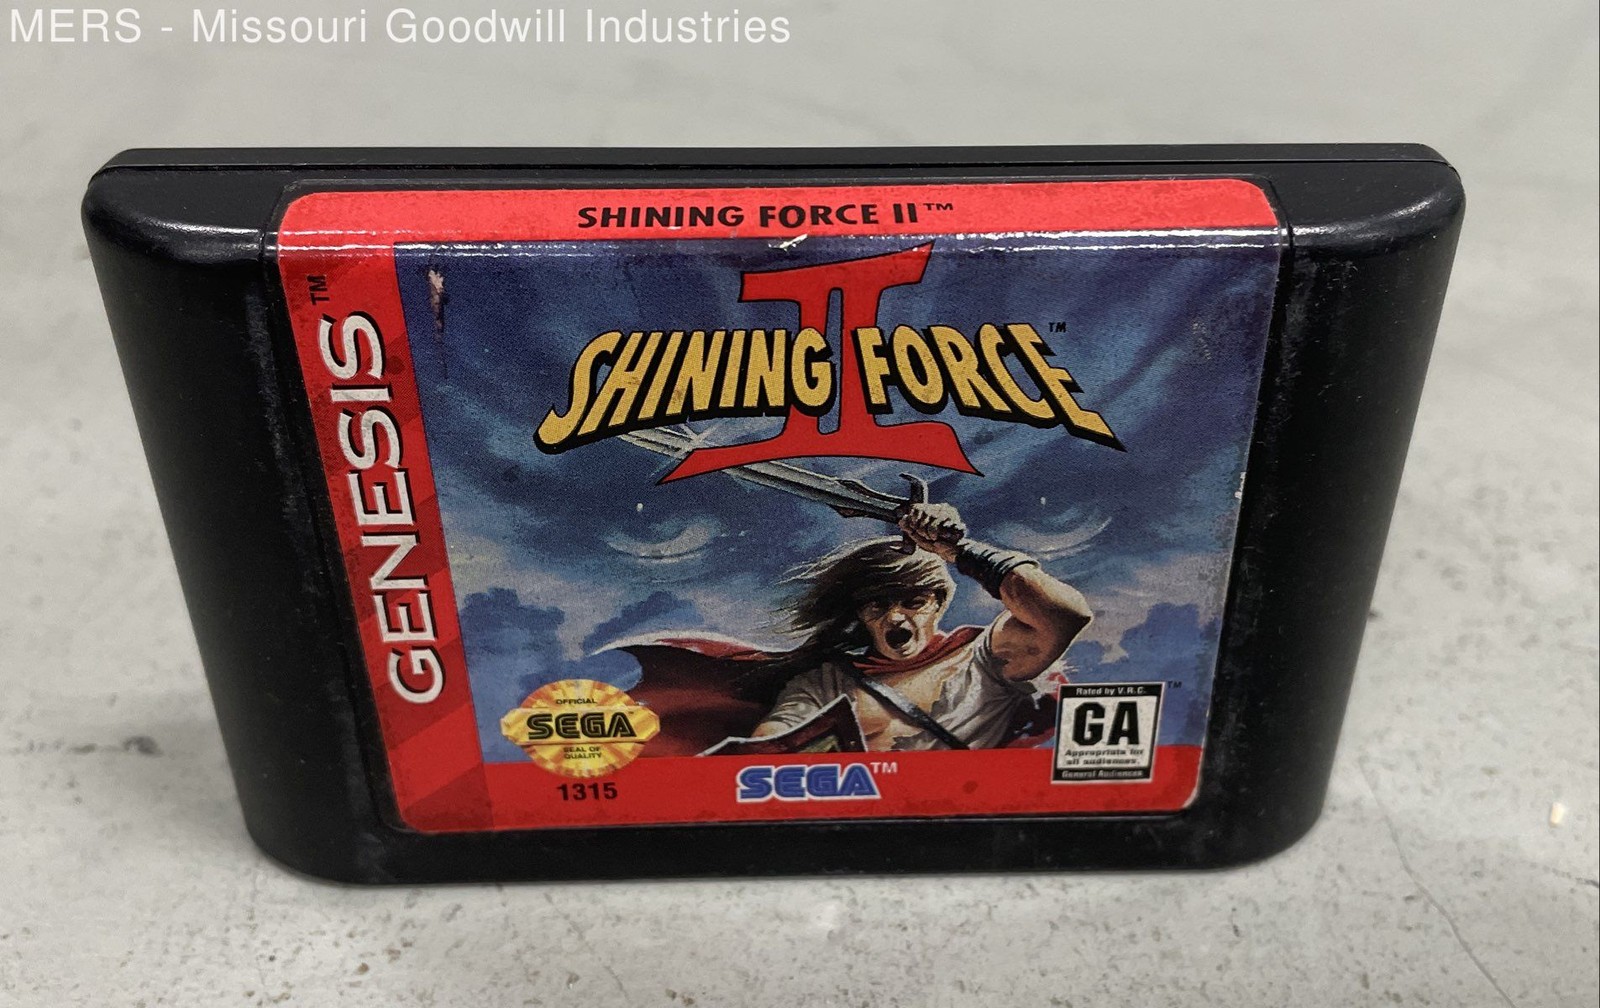 MERS - Missouri Goodwill Industries
SHINING FORCE II™
GENESIS™
II
SHINING FORCE™
OFFICIAL
SEGA
SEAL OF
QUALITY
1315
SEGA™
Rated by V.R.C.
GA™
Appropriate for
all audiences.
General Audiences